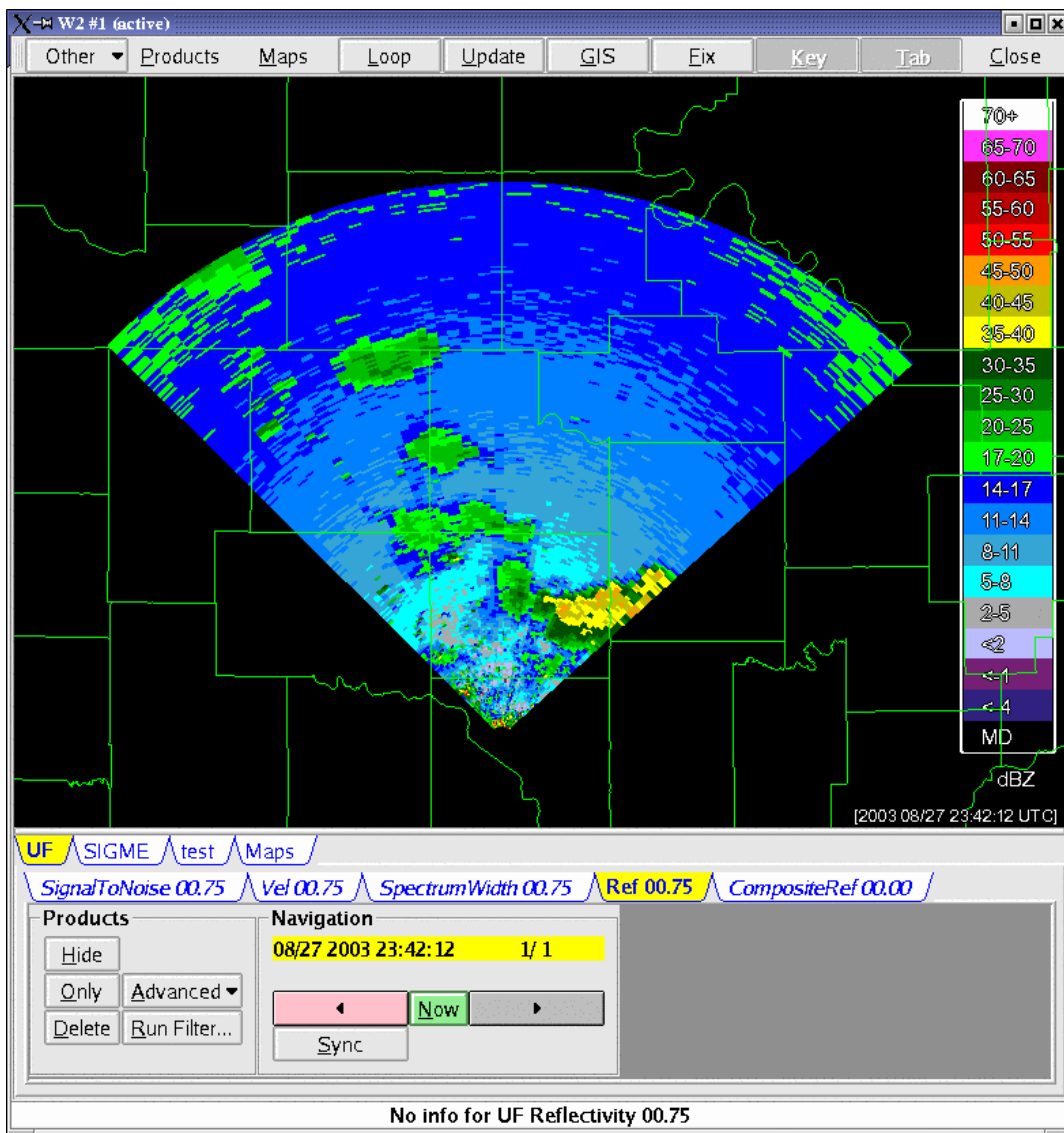 W2 #1 (active)
Other Products Maps Loop Update GIS Fix Key Tab Close
70+
65-70
60-65
55-60
50-55
45-50
40-45
35-40
30-35
25-30
20-25
17-20
14-17
11-14
8-11
5-8
2-5
<2
<-1
<-4
MD
dBZ
[2003 08/27 23:42:12 UTC]
UF SIGME test Maps
SignalToNoise 00.75 Vel 00.75 SpectrumWidth 00.75 Ref 00.75 CompositeRef 00.00
Products
Hide
Only Advanced
Delete Run Filter...
Navigation
08/27 2003 23:42:12 1/ 1
Now
Sync
No info for UF Reflectivity 00.75